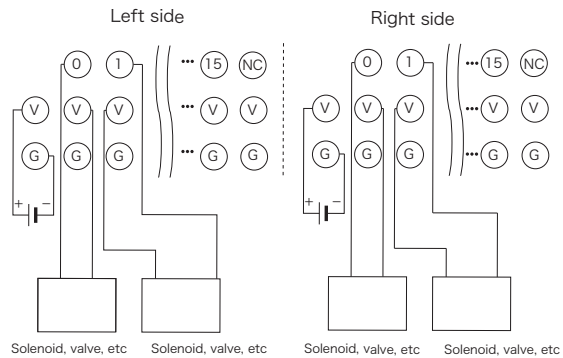 Left side
Right side
0 1 ••• 15 NC
V V V ••• V V
G G G ••• G G
+ −
Solenoid, valve, etc
Solenoid, valve, etc
0 1 ••• 15 NC
V V V ••• V V
G G G ••• G G
+ −
Solenoid, valve, etc
Solenoid, valve, etc